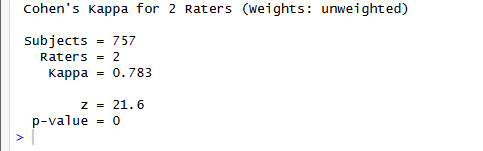 Cohen's Kappa for 2 Raters (Weights: unweighted)
Subjects = 757
Raters = 2
Kappa = 0.783
z = 21.6
p-value = 0
>